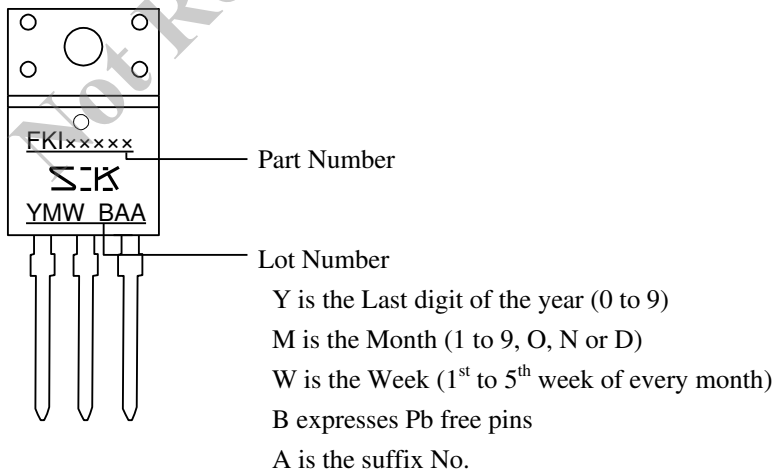 Not Re
FKI×××××
SK
Part Number
YMW BAA
Lot Number
Y is the Last digit of the year (0 to 9)
M is the Month (1 to 9, O, N or D)
W is the Week (1st to 5th week of every month)
B expresses Pb free pins
A is the suffix No.